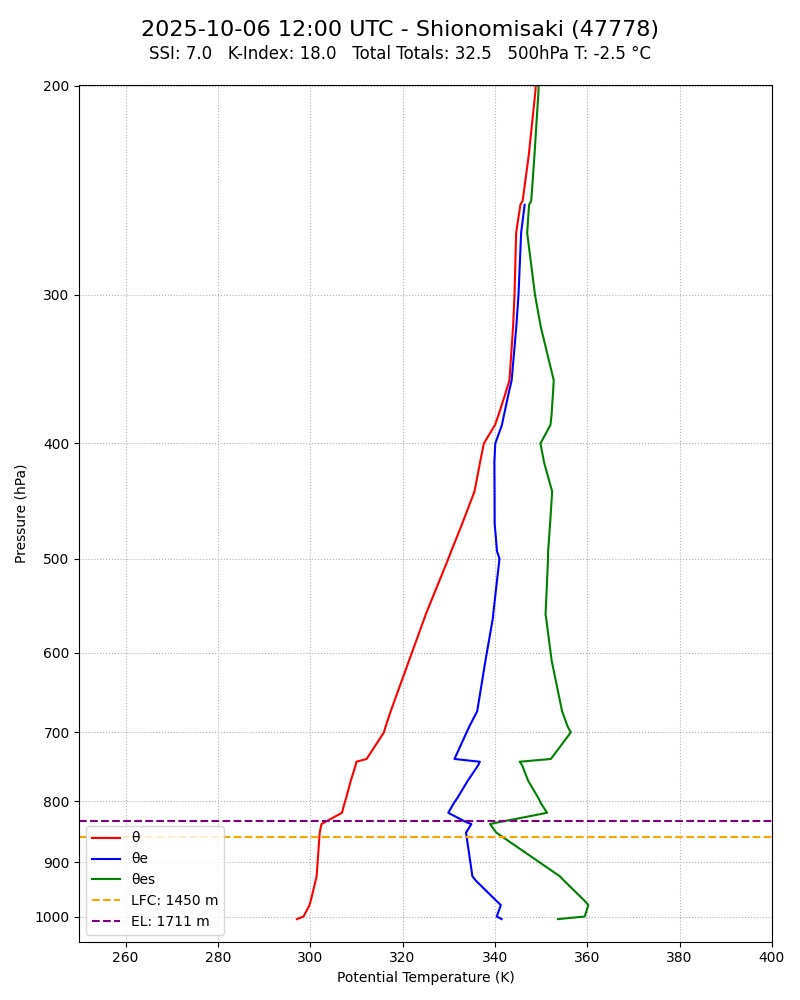 2025-10-06 12:00 UTC - Shionomisaki (47778)
SSI: 7.0   K-Index: 18.0   Total Totals: 32.5   500hPa T: -2.5 °C
200
300
400
500
600
700
800
900
1000
Pressure (hPa)
θ
θe
θes
LFC: 1450 m
EL: 1711 m
260 280 300 320 340 360 380 400
Potential Temperature (K)